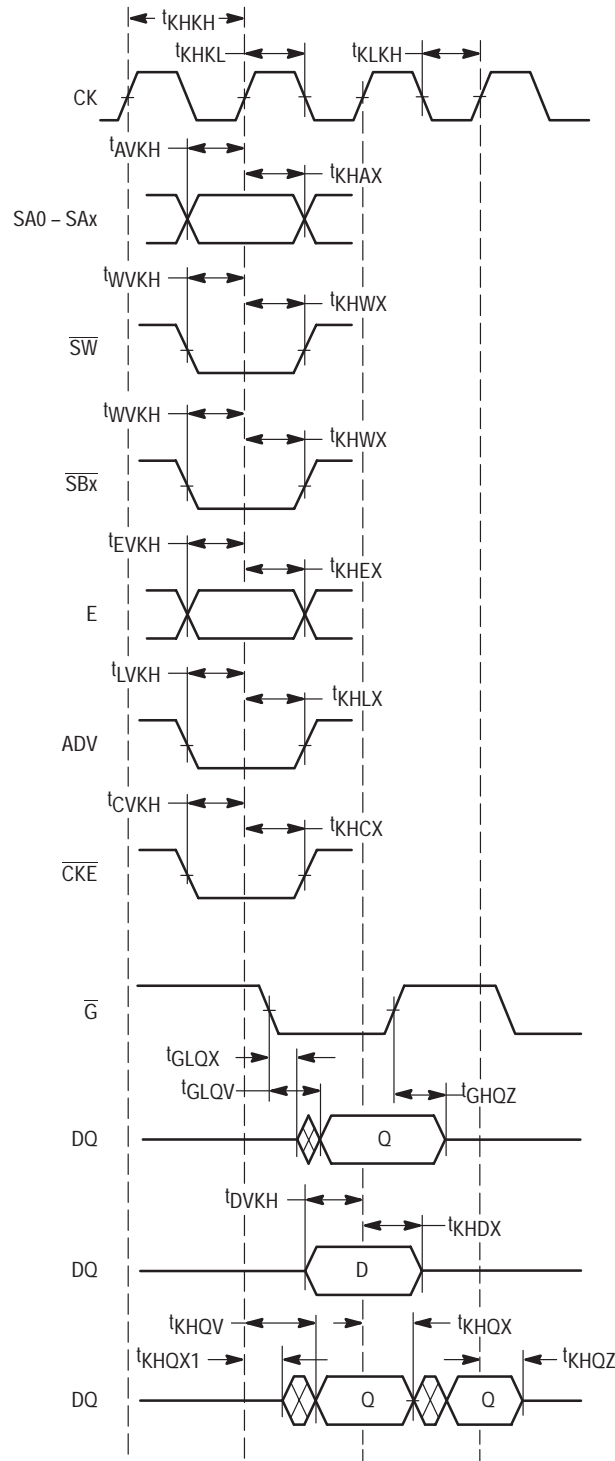 tKHKH
tKHKL
tKLKH
CK
tAVKH
tKHAX
SA0 – SAx
tWVKH
tKHWX
SW
tWVKH
tKHWX
SBx
tEVKH
tKHEX
E
tLVKH
tKHLX
ADV
tCVKH
tKHCX
CKE
G
tGLQX
tGLQV
tGHQZ
DQ
Q
tDVKH
tKHDX
DQ
D
tKHQV
tKHQX
tKHQX1
tKHQZ
DQ
Q
Q